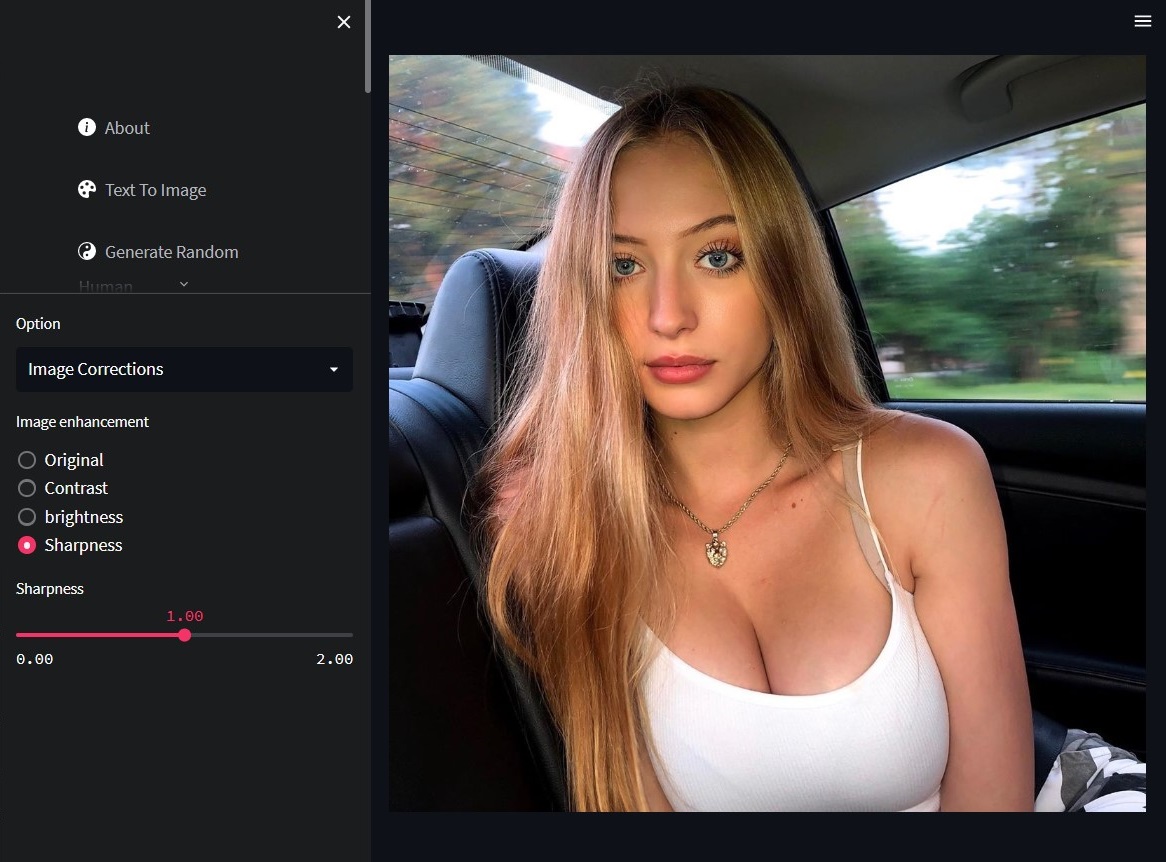 About
Text To Image
Generate Random
Human
Option
Image Corrections
Image enhancement
Original
Contrast
brightness
Sharpness
Sharpness
1.00
0.00 2.00